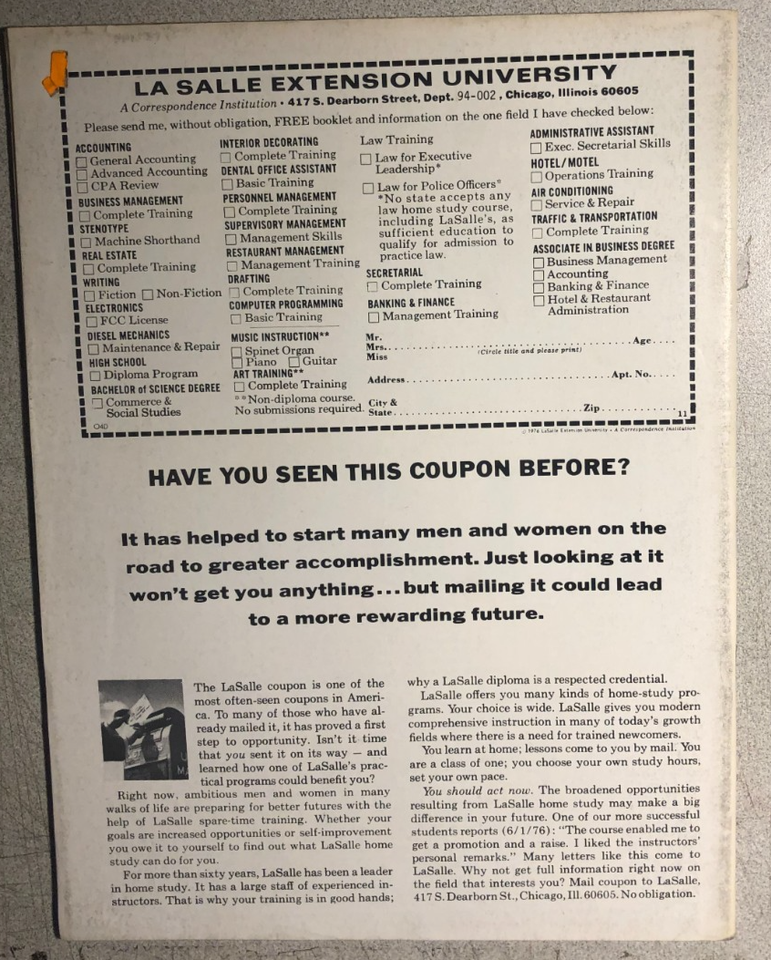 LA SALLE EXTENSION UNIVERSITY
A Correspondence Institution • 417 S. Dearborn Street, Dept. 94-002, Chicago, Illinois 60605
Please send me, without obligation, FREE booklet and information on the one field I have checked below:
ACCOUNTING
General Accounting
Advanced Accounting
CPA Review
BUSINESS MANAGEMENT
Complete Training
STENOTYPE
Machine Shorthand
REAL ESTATE
Complete Training
WRITING
Fiction Non-Fiction
ELECTRONICS
FCC License
DIESEL MECHANICS
Maintenance & Repair
HIGH SCHOOL
Diploma Program
BACHELOR of SCIENCE DEGREE
Commerce &
Social Studies
O4D
INTERIOR DECORATING
Complete Training
DENTAL OFFICE ASSISTANT
Basic Training
PERSONNEL MANAGEMENT
Complete Training
SUPERVISORY MANAGEMENT
Management Skills
RESTAURANT MANAGEMENT
Management Training
DRAFTING
Complete Training
COMPUTER PROGRAMMING
Basic Training
MUSIC INSTRUCTION**
Spinet Organ
Piano Guitar
ART TRAINING**
Complete Training
**Non-diploma course.
No submissions required.
Law Training
Law for Executive
Leadership*
Law for Police Officers*
*No state accepts any
law home study course,
including LaSalle's, as
sufficient education to
qualify for admission to
practice law.
SECRETARIAL
Complete Training
BANKING & FINANCE
Management Training
ADMINISTRATIVE ASSISTANT
Exec. Secretarial Skills
HOTEL/MOTEL
Operations Training
AIR CONDITIONING
Service & Repair
TRAFFIC & TRANSPORTATION
Complete Training
ASSOCIATE IN BUSINESS DEGREE
Business Management
Accounting
Banking & Finance
Hotel & Restaurant
Administration
Mr.
Mrs. Age
Miss (Circle title and please print)
Address Apt. No.
City &
State Zip 11
© 1976 LaSalle Extension University • A Correspondence Institution
HAVE YOU SEEN THIS COUPON BEFORE?
It has helped to start many men and women on the
road to greater accomplishment. Just looking at it
won't get you anything...but mailing it could lead
to a more rewarding future.
The LaSalle coupon is one of the
most often-seen coupons in Ameri-
ca. To many of those who have al-
ready mailed it, it has proved a first
step to opportunity. Isn't it time
that you sent it on its way — and
learned how one of LaSalle's prac-
tical programs could benefit you?
Right now, ambitious men and women in many
walks of life are preparing for better futures with the
help of LaSalle spare-time training. Whether your
goals are increased opportunities or self-improvement
you owe it to yourself to find out what LaSalle home
study can do for you.
For more than sixty years, LaSalle has been a leader
in home study. It has a large staff of experienced in-
structors. That is why your training is in good hands;
why a LaSalle diploma is a respected credential.
LaSalle offers you many kinds of home-study pro-
grams. Your choice is wide. LaSalle gives you modern
comprehensive instruction in many of today's growth
fields where there is a need for trained newcomers.
You learn at home; lessons come to you by mail. You
are a class of one; you choose your own study hours,
set your own pace.
You should act now. The broadened opportunities
resulting from LaSalle home study may make a big
difference in your future. One of our more successful
students reports (6/1/76): "The course enabled me to
get a promotion and a raise. I liked the instructors'
personal remarks." Many letters like this come to
LaSalle. Why not get full information right now on
the field that interests you? Mail coupon to LaSalle,
417 S. Dearborn St., Chicago, Ill. 60605. No obligation.